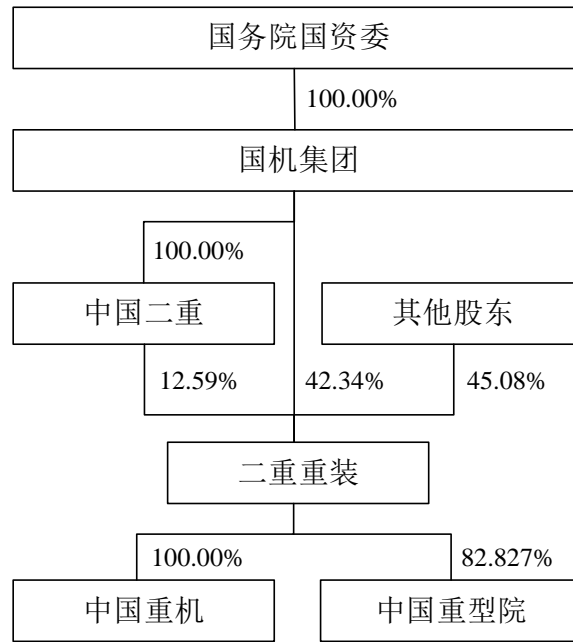 国务院国资委
100.00%
国机集团
100.00%
中国二重
其他股东
12.59%
42.34%
45.08%
二重重装
100.00%
82.827%
中国重机
中国重型院